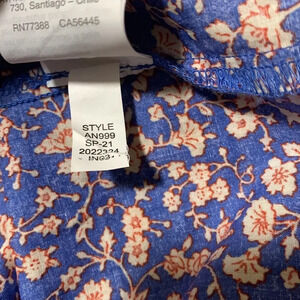 730, Santiago – Chile
RN77388 CA56445
STYLE
AN999
SP-21
2022324